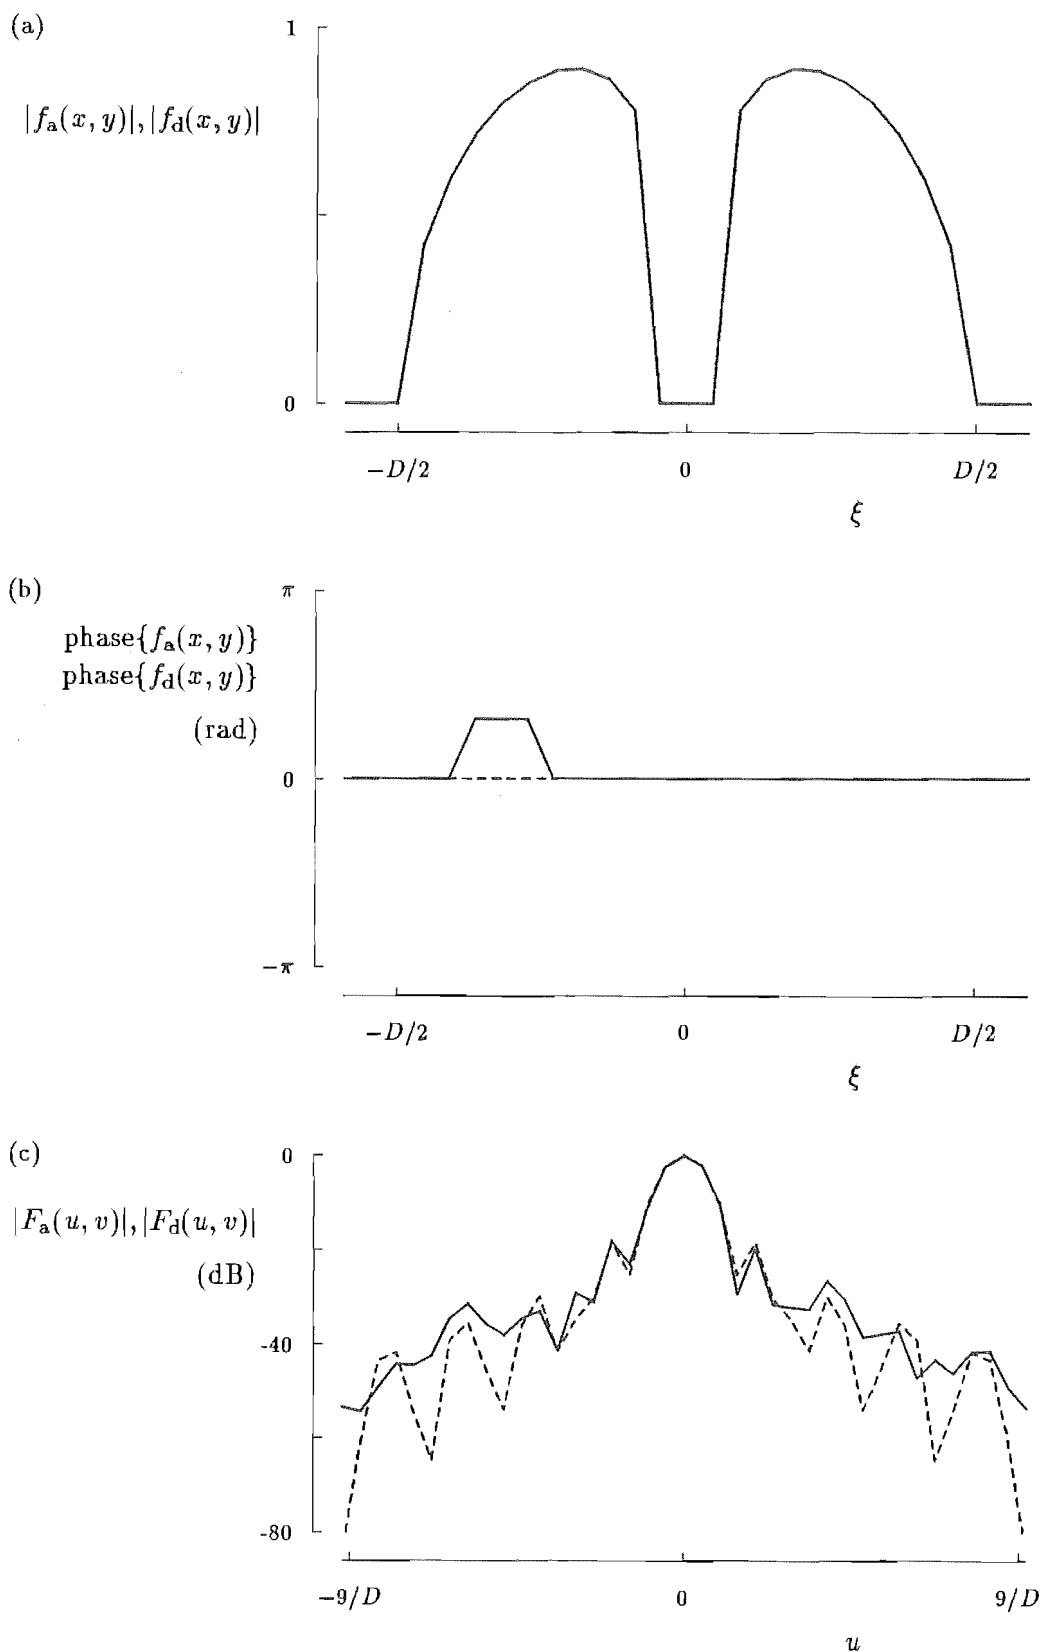 (a)
1
|f_a(x, y)|, |f_d(x, y)|
0
−D/2 0 D/2
ξ
(b)
π
phase{f_a(x, y)}
phase{f_d(x, y)}
(rad)
0
−π
−D/2 0 D/2
ξ
(c)
0
|F_a(u, v)|, |F_d(u, v)|
(dB)
-40
-80
−9/D 0 9/D
u